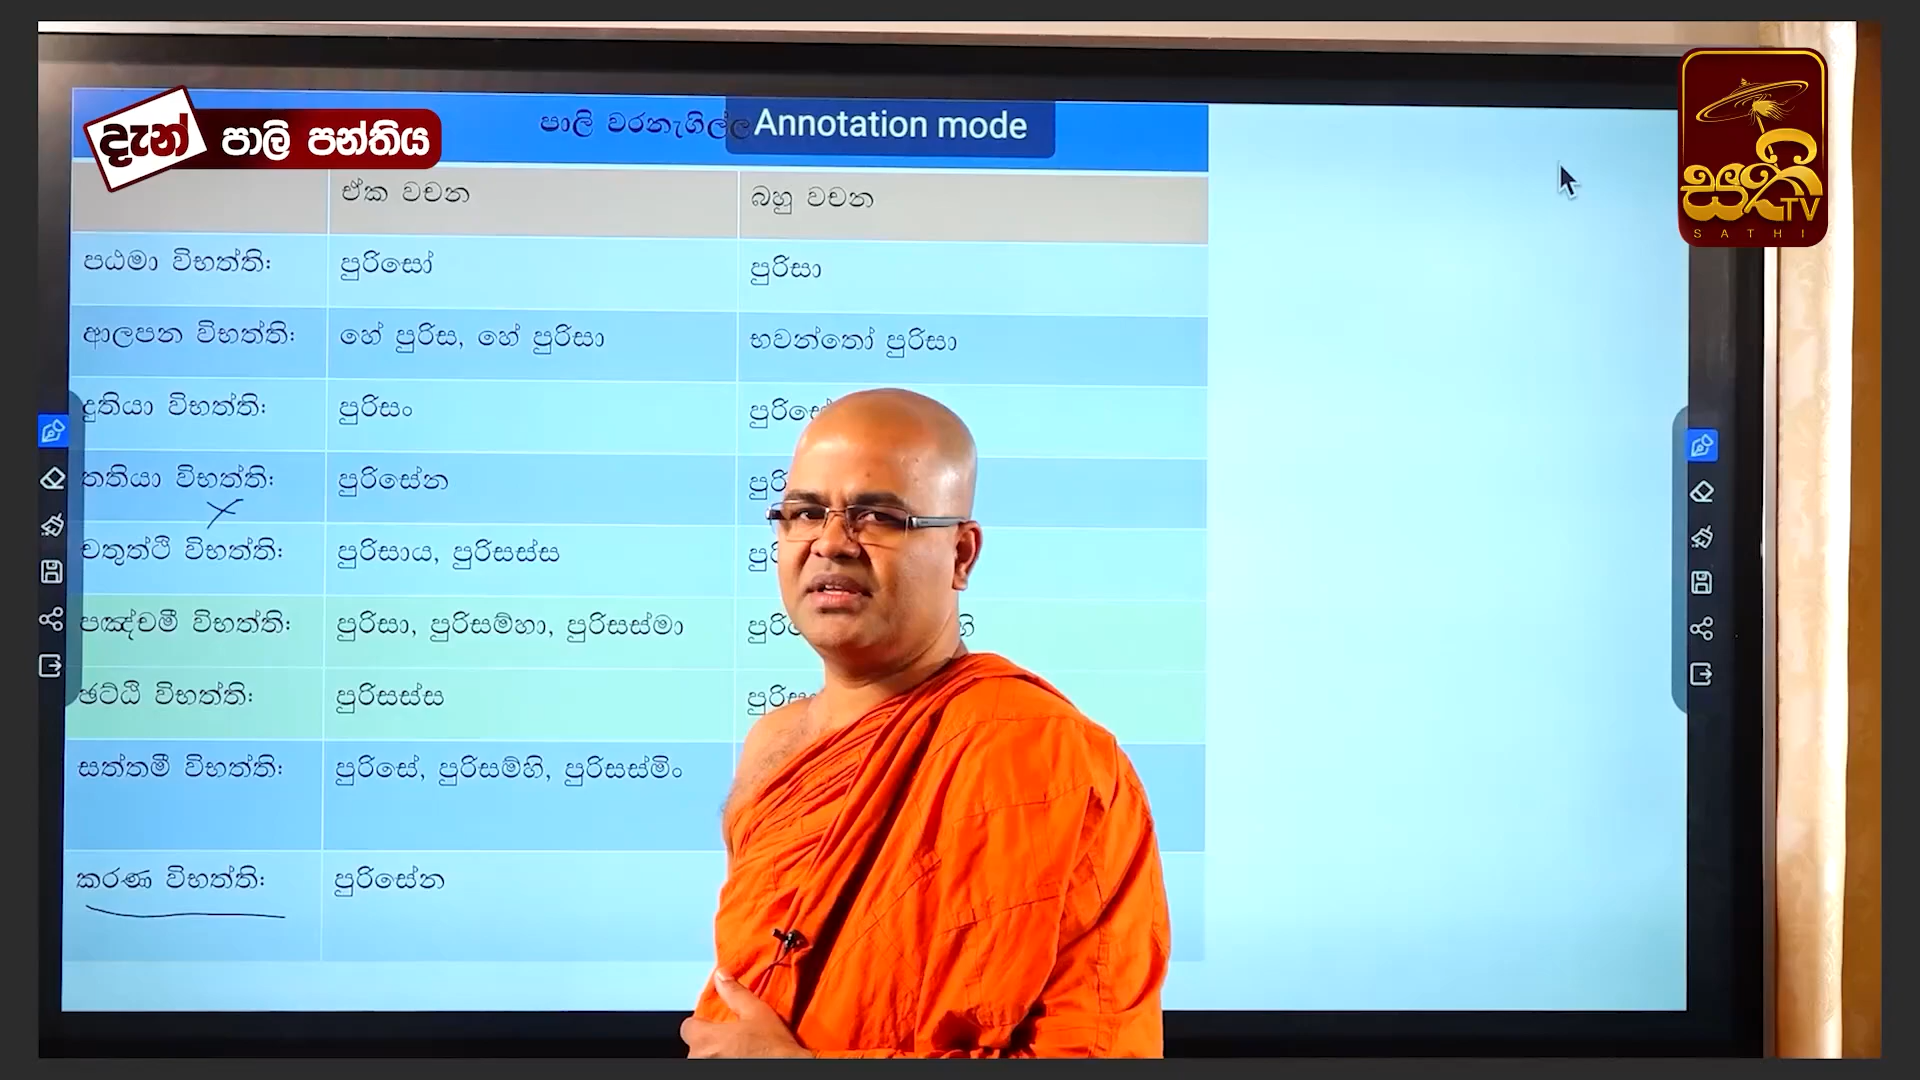 දැන් පාලි පන්තිය
පාලි වරනැගිල්ල
Annotation mode
සති TV
SATHI
ඒක වචන බහු වචන
පඨමා විභත්ති: පුරිසෝ පුරිසා
ආලපන විභත්ති: හේ පුරිස, හේ පුරිසා භවන්තෝ පුරිසා
දුතියා විභත්ති: පුරිසං පුරිසේ
තතියා විභත්ති: පුරිසේන
චතුත්ථි විභත්ති: පුරිසාය, පුරිසස්ස
පඤ්චමී විභත්ති: පුරිසා, පුරිසම්හා, පුරිසස්මා
ඡට්ඨි විභත්ති: පුරිසස්ස
සත්තමී විභත්ති: පුරිසේ, පුරිසම්හි, පුරිසස්මිං
කරණ විභත්ති: පුරිසේන